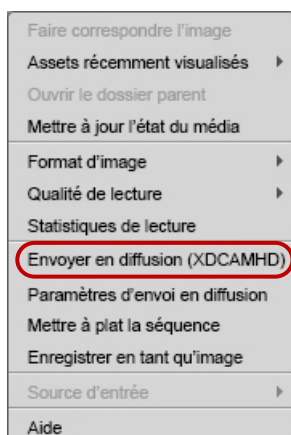 Faire correspondre l'image
Assets récemment visualisés
Ouvrir le dossier parent
Mettre à jour l'état du média
Format d'image
Qualité de lecture
Statistiques de lecture
Envoyer en diffusion (XDCAMHD)
Paramètres d'envoi en diffusion
Mettre à plat la séquence
Enregistrer en tant qu'image
Source d'entrée
Aide